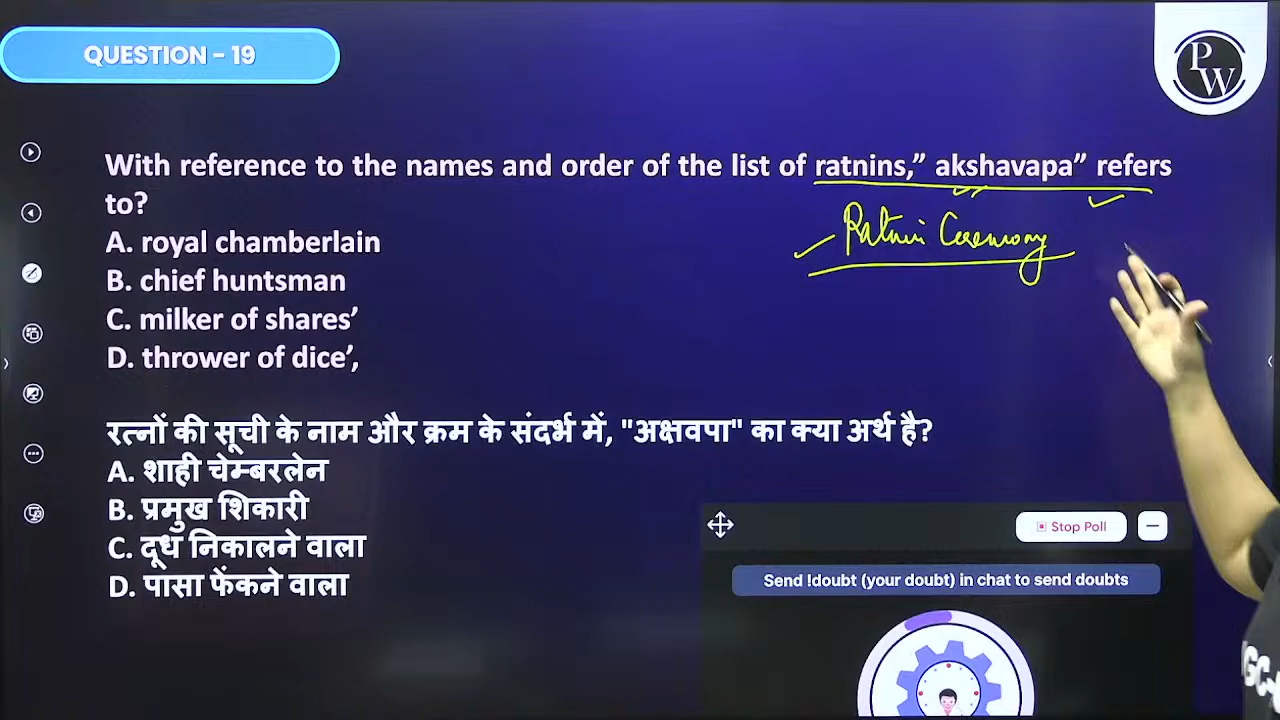 QUESTION - 19
PW
With reference to the names and order of the list of ratnins,” akshavapa” refers
to?
Ratnin Ceremony
A. royal chamberlain
B. chief huntsman
C. milker of shares’
D. thrower of dice’,
रत्नों की सूची के नाम और क्रम के संदर्भ में, "अक्षवपा" का क्या अर्थ है?
A. शाही चेम्बरलेन
B. प्रमुख शिकारी
C. दूध निकालने वाला
D. पासा फेंकने वाला
Stop Poll
Send !doubt (your doubt) in chat to send doubts